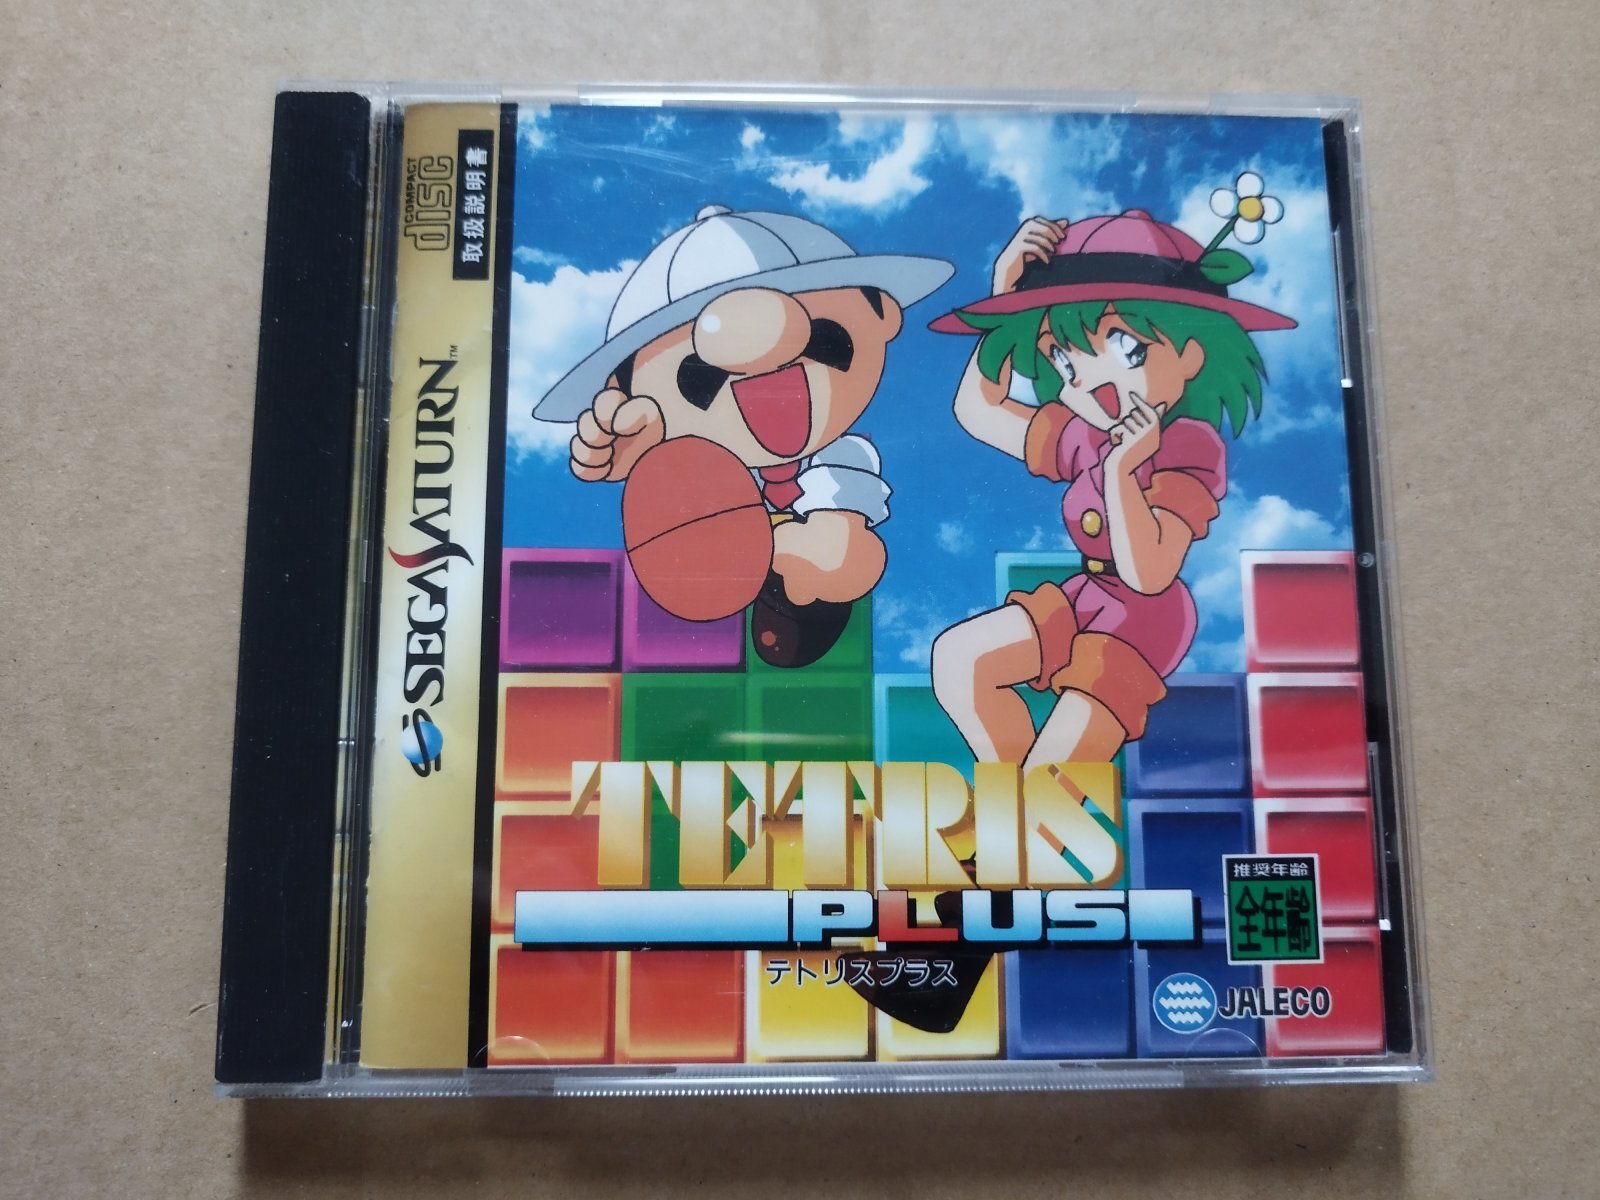 COMPACT
disc
取扱説明書
SEGA SATURN™
TETRIS
PLUS
テトリスプラス
推奨年齢
全年齢
JALECO